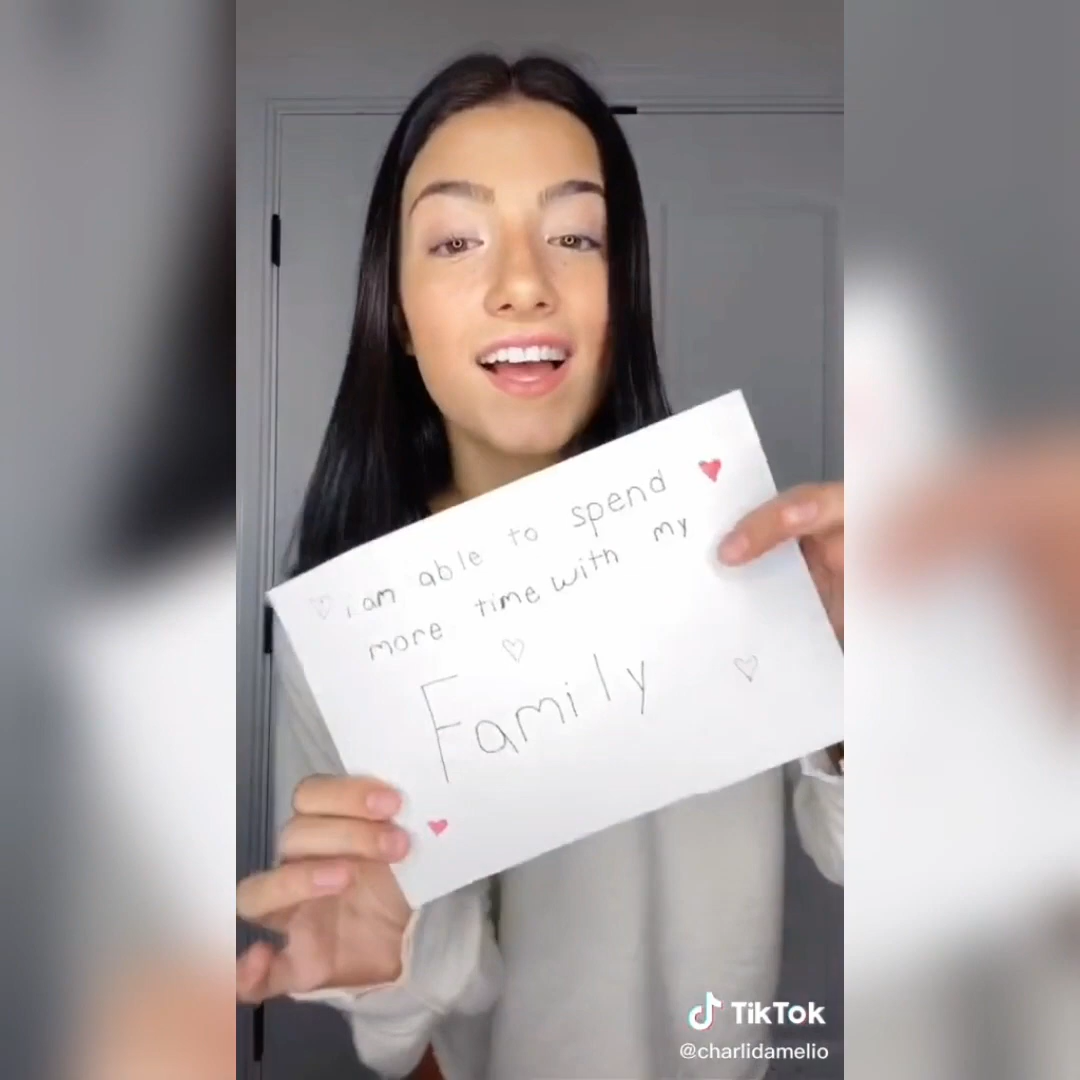 i am able to spend
more time with my
Family
TikTok
@charlidamelio